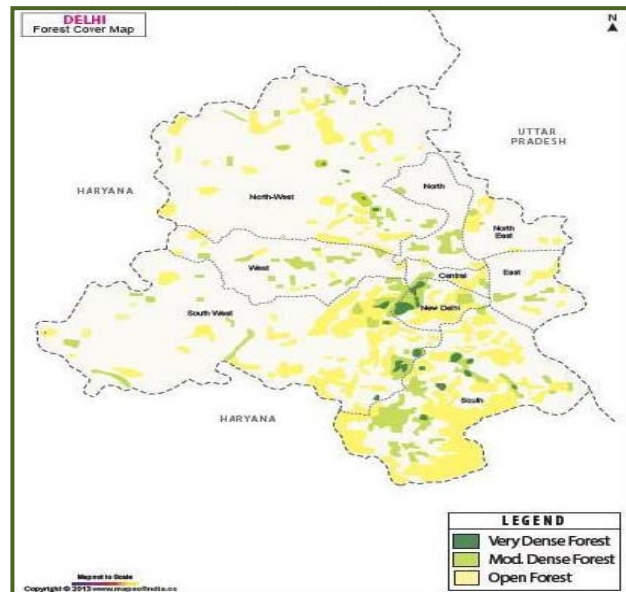 DELHI
Forest Cover Map
N
UTTAR
PRADESH
HARYANA
North
North-West
North
East
West
Central
East
New Delhi
South West
South
HARYANA
LEGEND
Very Dense Forest
Mod. Dense Forest
Open Forest
Map not to Scale
Copyright © 2013 www.mapsofindia.co